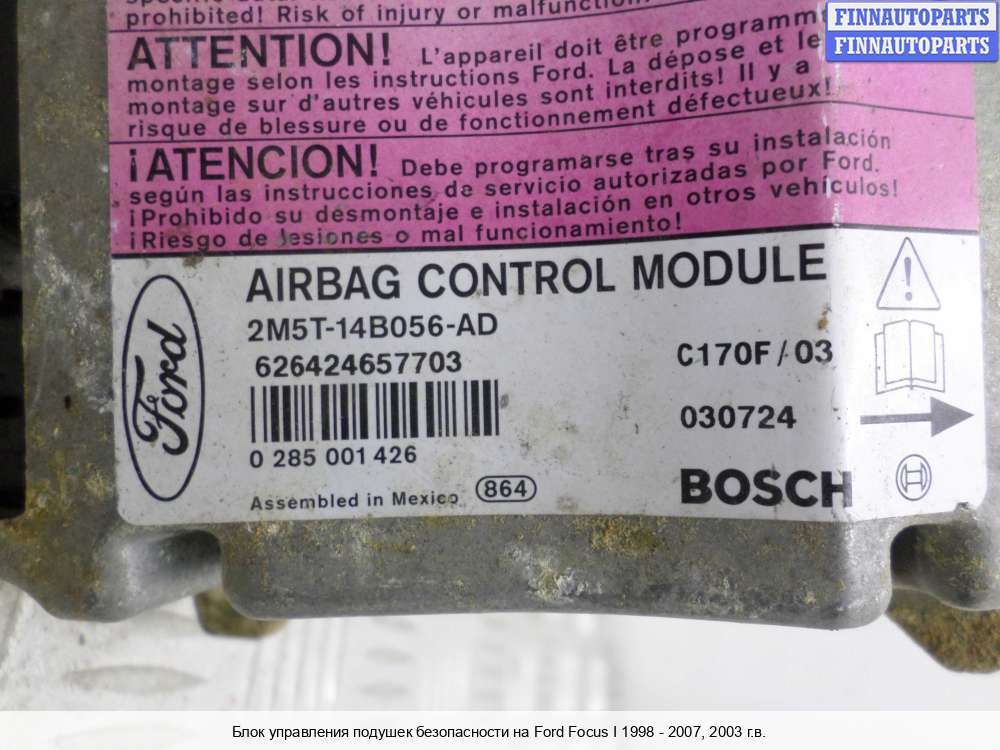 prohibited! Risk of injury or malfunction
FINNAUTOPARTS
FINNAUTOPARTS
ATTENTION! L'appareil doit être programm
montage selon les instructions Ford. La dépose et le
montage sur d'autres véhicules sont interdits! Il y a
risque de blessure ou de fonctionnement défectueux!
¡ATENCION! Debe programarse tras su instalación
según las instrucciones de servicio autorizadas por Ford.
¡Prohibido su desmontaje e instalación en otros vehículos!
¡Riesgo de lesiones o mal funcionamiento!
Ford
AIRBAG CONTROL MODULE
2M5T-14B056-AD
626424657703
C170F/03
030724
0 285 001 426
Assembled in Mexico
864
BOSCH
Блок управления подушек безопасности на Ford Focus I 1998 - 2007, 2003 г.в.